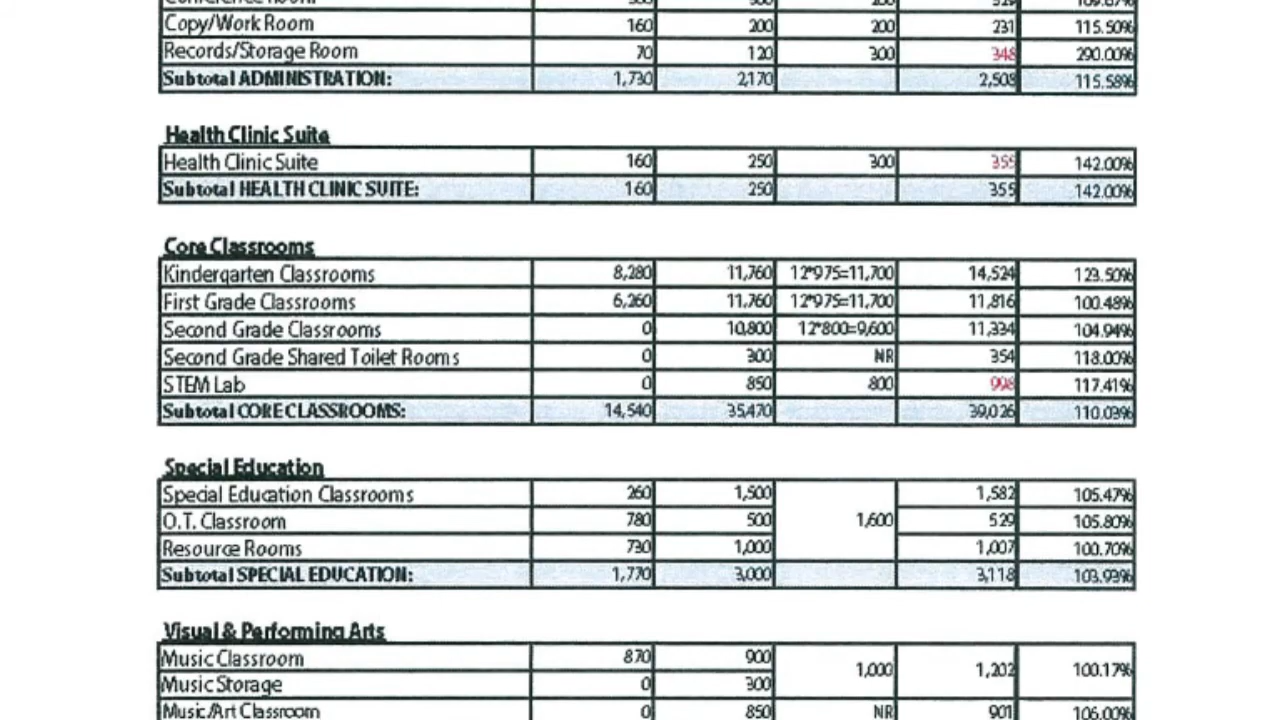 Copy/Work Room 160 200 200 231 115.50%
Records/Storage Room 70 120 300 348 290.00%
Subtotal ADMINISTRATION: 1,730 2,170 2,508 115.58%
Health Clinic Suite
Health Clinic Suite 160 250 300 355 142.00%
Subtotal HEALTH CLINIC SUITE: 160 250 355 142.00%
Core Classrooms
Kindergarten Classrooms 8,280 11,760 12*975=11,700 14,524 123.50%
First Grade Classrooms 6,260 11,760 12*975=11,700 11,816 100.48%
Second Grade Classrooms 0 10,800 12*800=9,600 11,334 104.94%
Second Grade Shared Toilet Rooms 0 300 NR 354 118.00%
STEM Lab 0 850 800 998 117.41%
Subtotal CORE CLASSROOMS: 14,540 35,470 39,026 110.03%
Special Education
Special Education Classrooms 260 1,500 1,582 105.47%
O.T. Classroom 780 500 1,600 529 105.80%
Resource Rooms 730 1,000 1,007 100.70%
Subtotal SPECIAL EDUCATION: 1,770 3,000 3,118 103.93%
Visual & Performing Arts
Music Classroom 870 900 1,000 1,202 100.17%
Music Storage 0 300
Music/Art Classroom 0 850 NR 901 106.00%